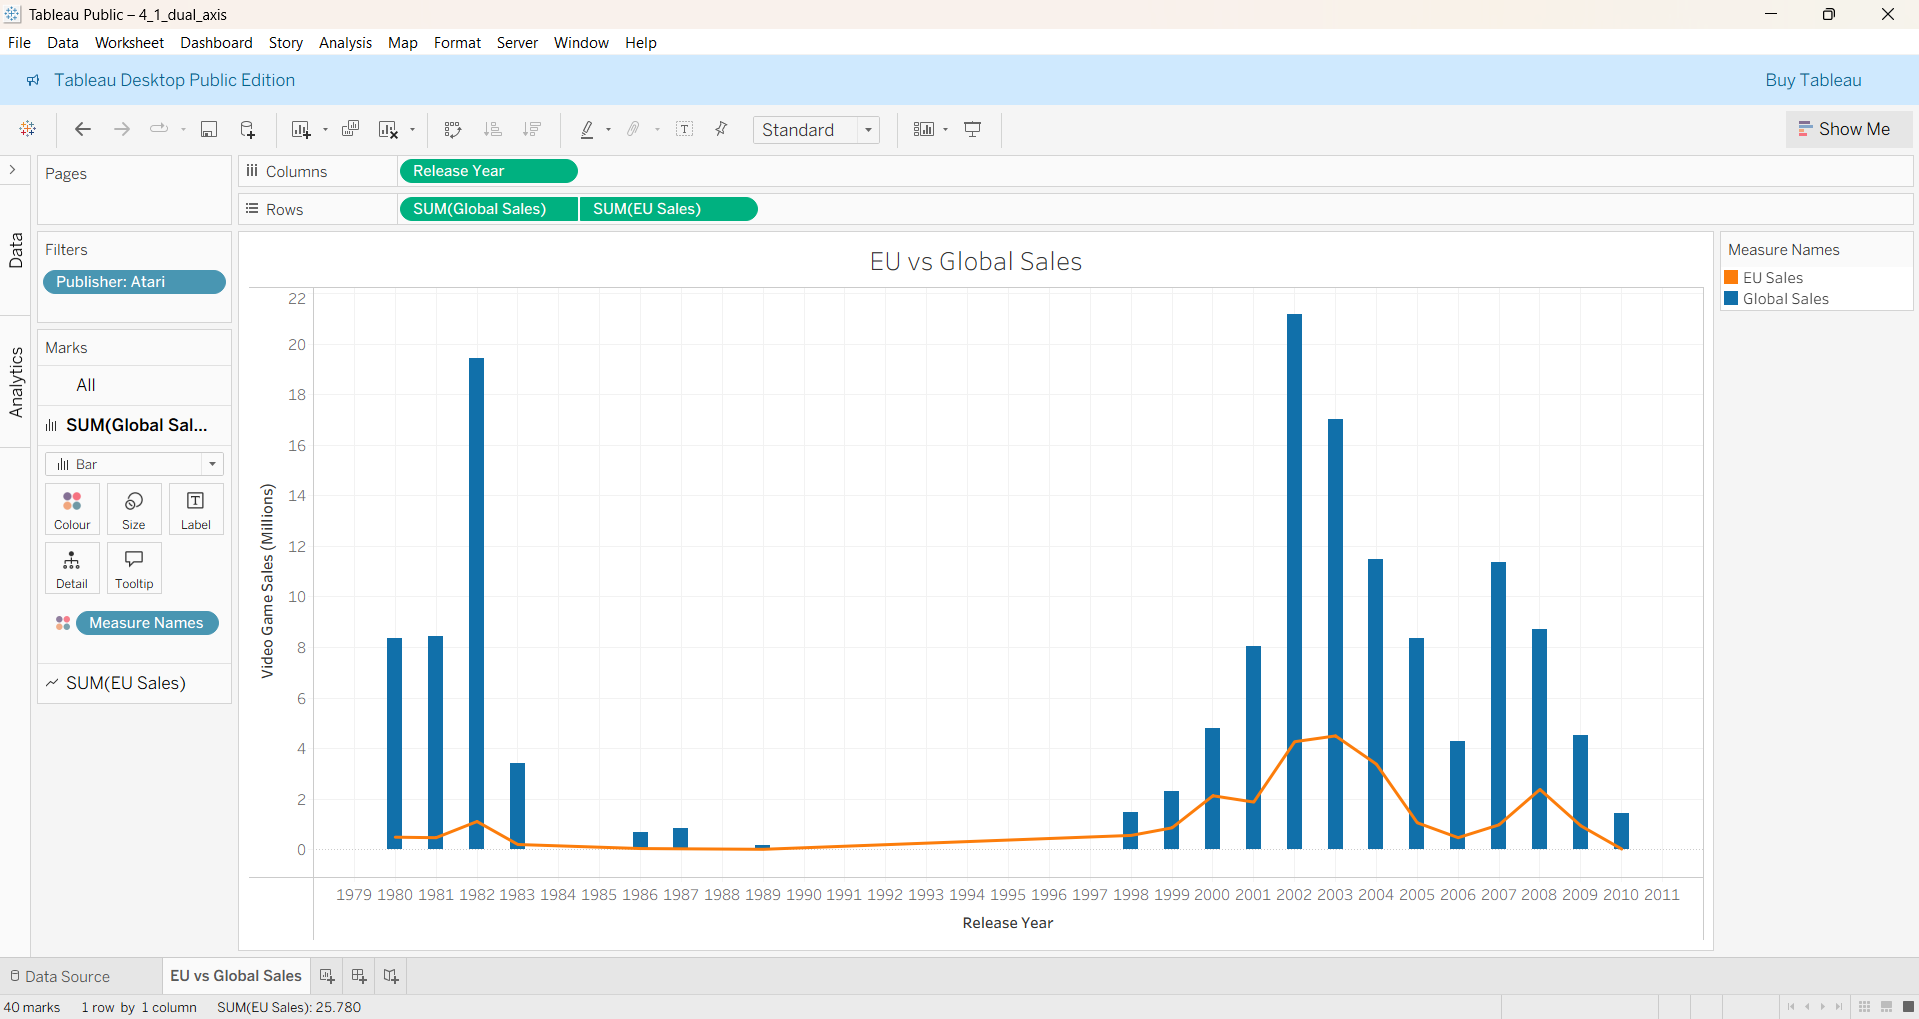 Tableau Public – 4_1_dual_axis
File Data Worksheet Dashboard Story Analysis Map Format Server Window Help
Tableau Desktop Public Edition
Buy Tableau
Standard
Show Me
Data
Analytics
Pages
Columns
Release Year
Rows
SUM(Global Sales)
SUM(EU Sales)
Filters
Publisher: Atari
Marks
All
SUM(Global Sal...
Bar
Colour
Size
Label
Detail
Tooltip
Measure Names
SUM(EU Sales)
EU vs Global Sales
22
20
18
16
14
12
10
8
6
4
2
0
Video Game Sales (Millions)
1979 1980 1981 1982 1983 1984 1985 1986 1987 1988 1989 1990 1991 1992 1993 1994 1995 1996 1997 1998 1999 2000 2001 2002 2003 2004 2005 2006 2007 2008 2009 2010 2011
Release Year
Measure Names
EU Sales
Global Sales
Data Source
EU vs Global Sales
40 marks 1 row by 1 column SUM(EU Sales): 25.780